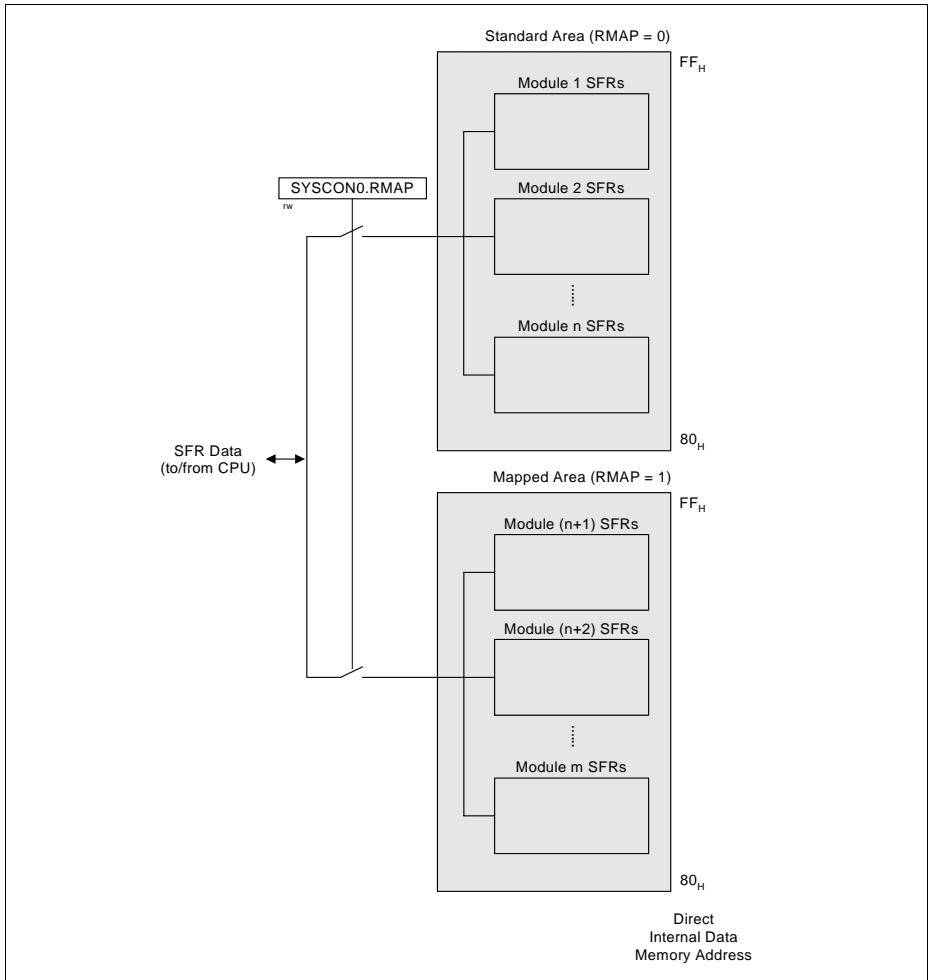 Standard Area (RMAP = 0)
FFH
Module 1 SFRs
SYSCON0.RMAP
rw
Module 2 SFRs
Module n SFRs
80H
SFR Data
(to/from CPU)
Mapped Area (RMAP = 1)
FFH
Module (n+1) SFRs
Module (n+2) SFRs
Module m SFRs
80H
Direct
Internal Data
Memory Address